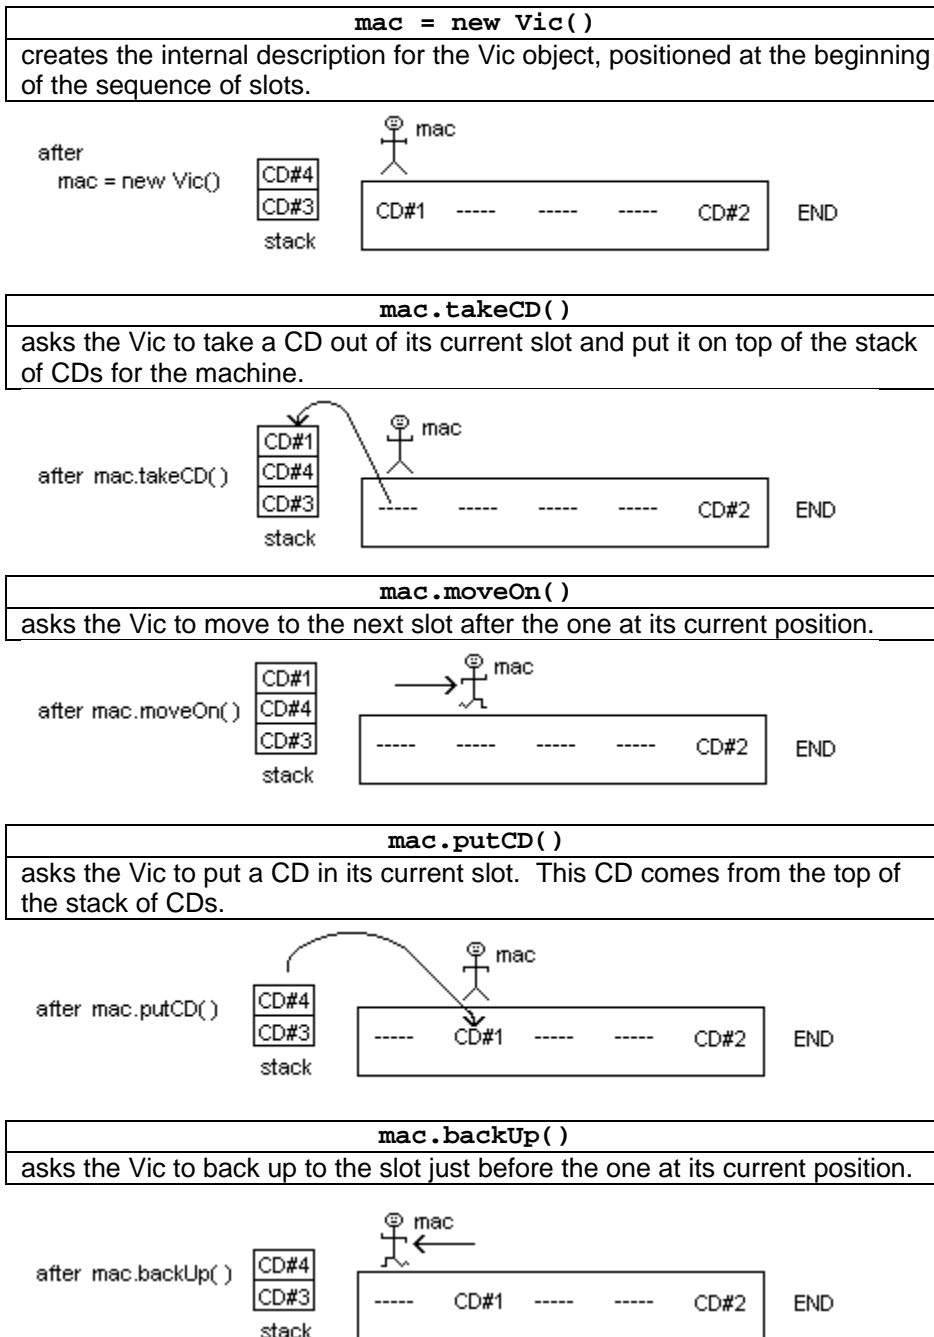 mac = new Vic()
creates the internal description for the Vic object, positioned at the beginning
of the sequence of slots.
mac
after
mac = new Vic()
CD#4
CD#3
stack
CD#1 ----- ----- ----- CD#2 END
mac.takeCD()
asks the Vic to take a CD out of its current slot and put it on top of the stack
of CDs for the machine.
mac
after mac.takeCD()
CD#1
CD#4
CD#3
stack
----- ----- ----- ----- CD#2 END
mac.moveOn()
asks the Vic to move to the next slot after the one at its current position.
mac
after mac.moveOn()
CD#1
CD#4
CD#3
stack
----- ----- ----- ----- CD#2 END
mac.putCD()
asks the Vic to put a CD in its current slot.  This CD comes from the top of
the stack of CDs.
mac
after mac.putCD()
CD#4
CD#3
stack
----- CD#1 ----- ----- CD#2 END
mac.backUp()
asks the Vic to back up to the slot just before the one at its current position.
mac
after mac.backUp()
CD#4
CD#3
stack
----- CD#1 ----- ----- CD#2 END